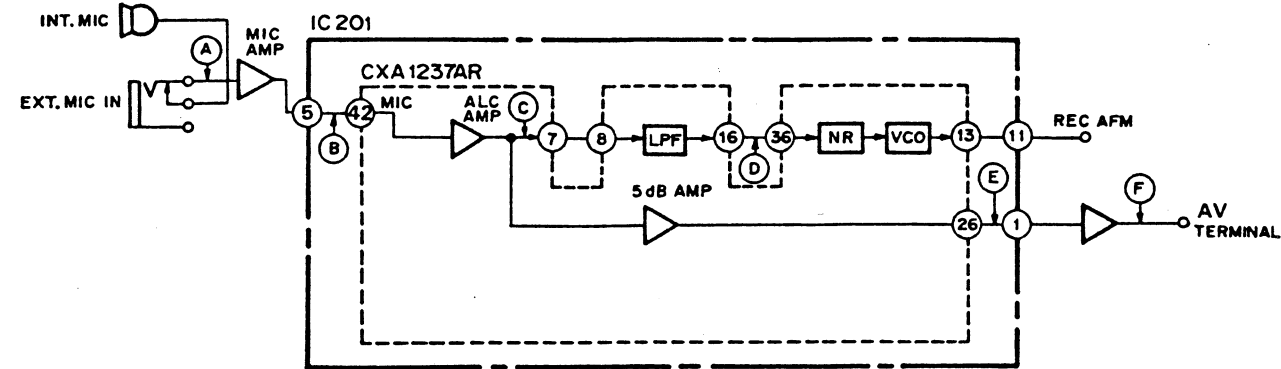 INT. MIC
IC 201
A
MIC
AMP
CXA1237AR
EXT. MIC IN
5
42
MIC
B
ALC
AMP
C
7
8
LPF
16
D
36
NR
VCO
13
11
REC AFM
5dB AMP
E
F
26
1
AV
TERMINAL